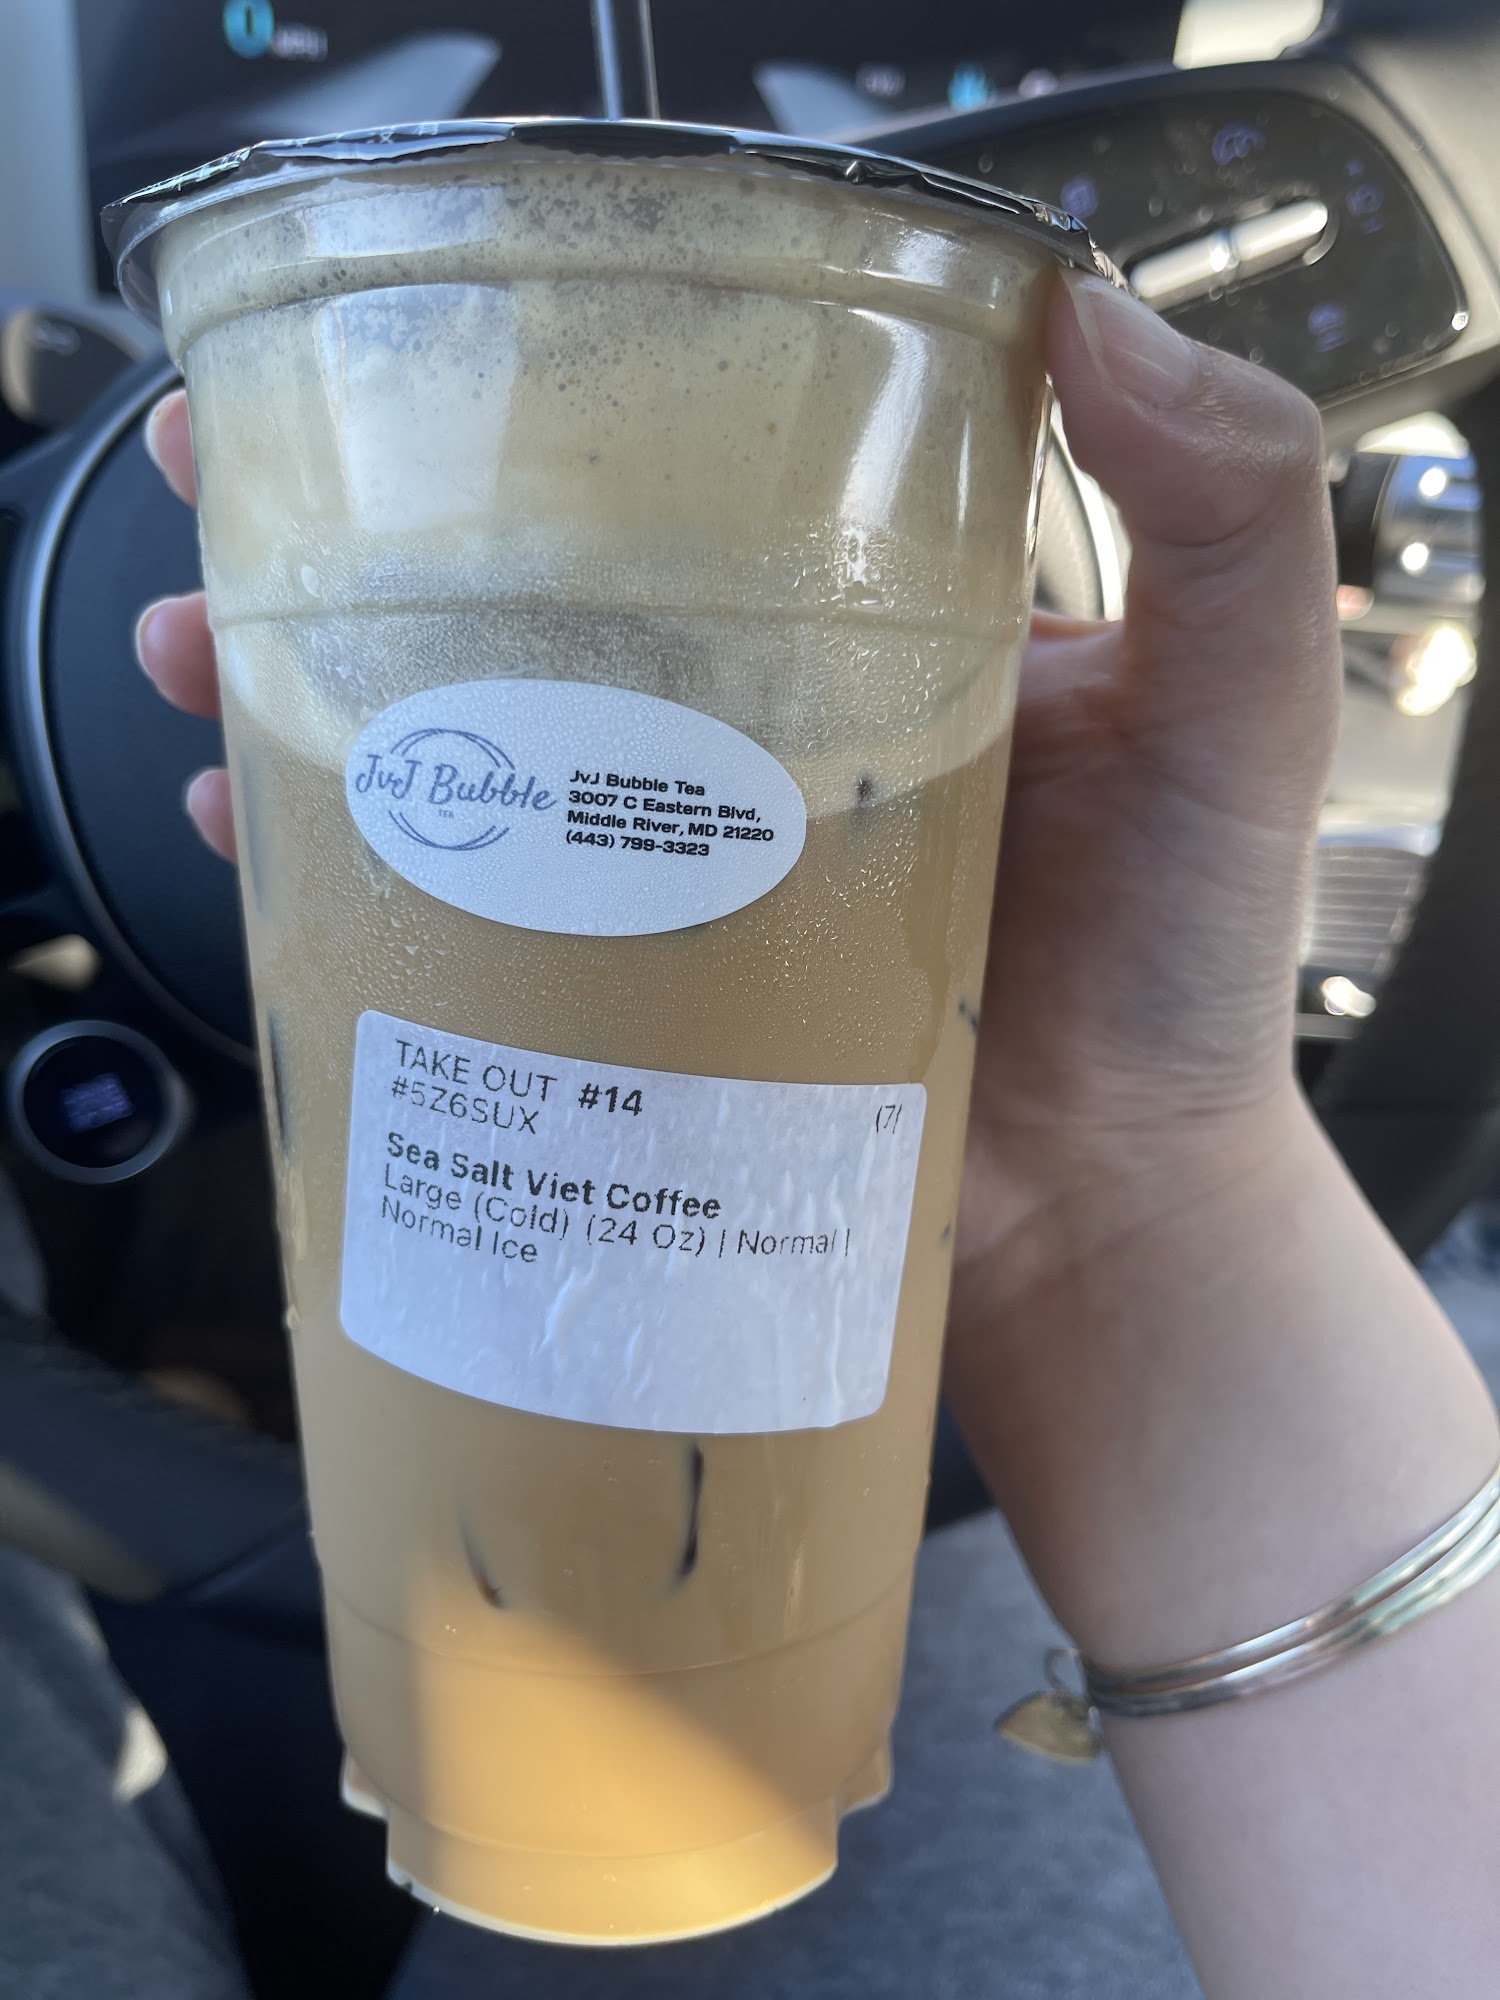 JvJ Bubble
TEA
JvJ Bubble Tea
3007 C Eastern Blvd,
Middle River, MD 21220
(443) 799-3323
TAKE OUT #14
#5Z6SUX
Sea Salt Viet Coffee
Large (Cold) (24 Oz) | Normal |
Normal Ice